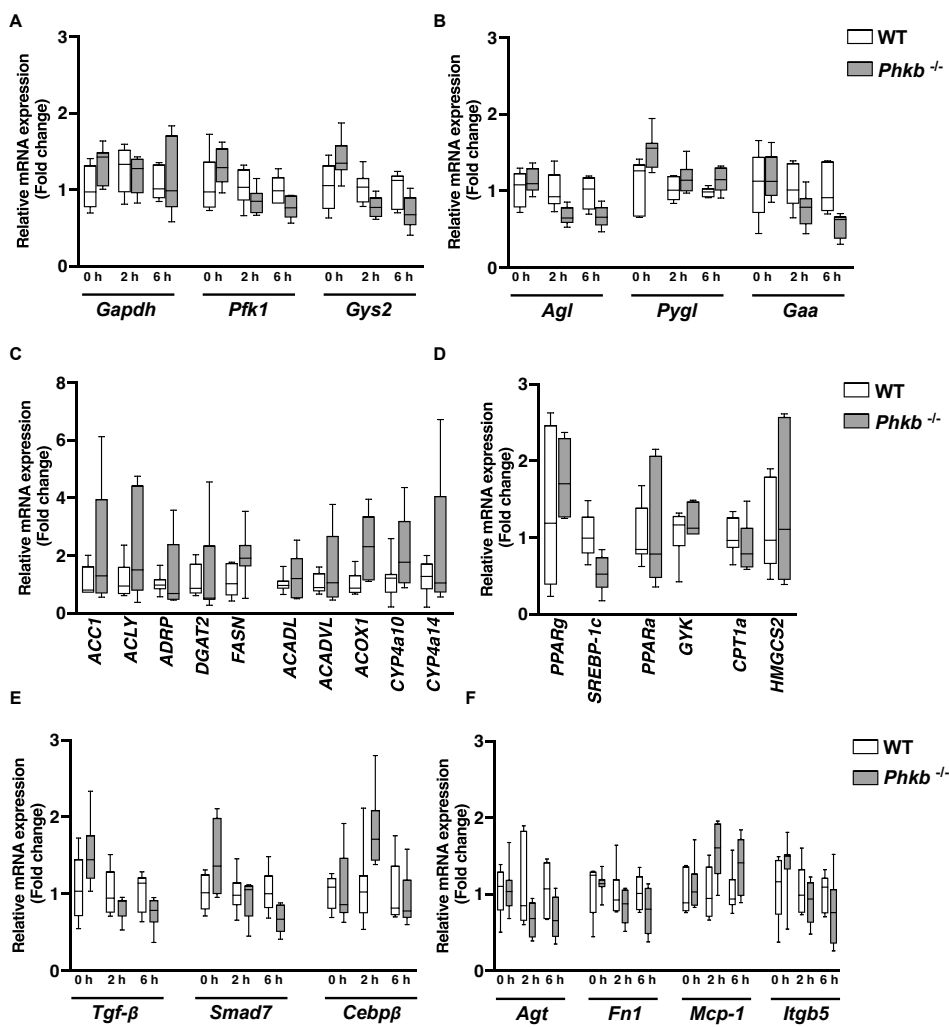 A
Relative mRNA expression
(Fold change)
3
2
1
0
0 h 2 h 6 h 0 h 2 h 6 h 0 h 2 h 6 h
Gapdh Pfk1 Gys2
B
Relative mRNA expression
(Fold change)
3
2
1
0
0 h 2 h 6 h 0 h 2 h 6 h 0 h 2 h 6 h
Agl Pygl Gaa
WT
Phkb -/-
C
Relative mRNA expression
(Fold change)
8
6
4
2
0
ACC1
ACLY
ADRP
DGAT2
FASN
ACADL
ACADVL
ACOX1
CYP4a10
CYP4a14
D
Relative mRNA expression
(Fold change)
3
2
1
0
PPARg
SREBP-1c
PPARa
GYK
CPT1a
HMGCS2
WT
Phkb -/-
E
Relative mRNA expression
(Fold change)
3
2
1
0
0 h 2 h 6 h 0 h 2 h 6 h 0 h 2 h 6 h
Tgf-β Smad7 Cebpβ
F
Relative mRNA expression
(Fold change)
3
2
1
0
0 h 2 h 6 h 0 h 2 h 6 h 0 h 2 h 6 h 0 h 2 h 6 h
Agt Fn1 Mcp-1 Itgb5
WT
Phkb -/-